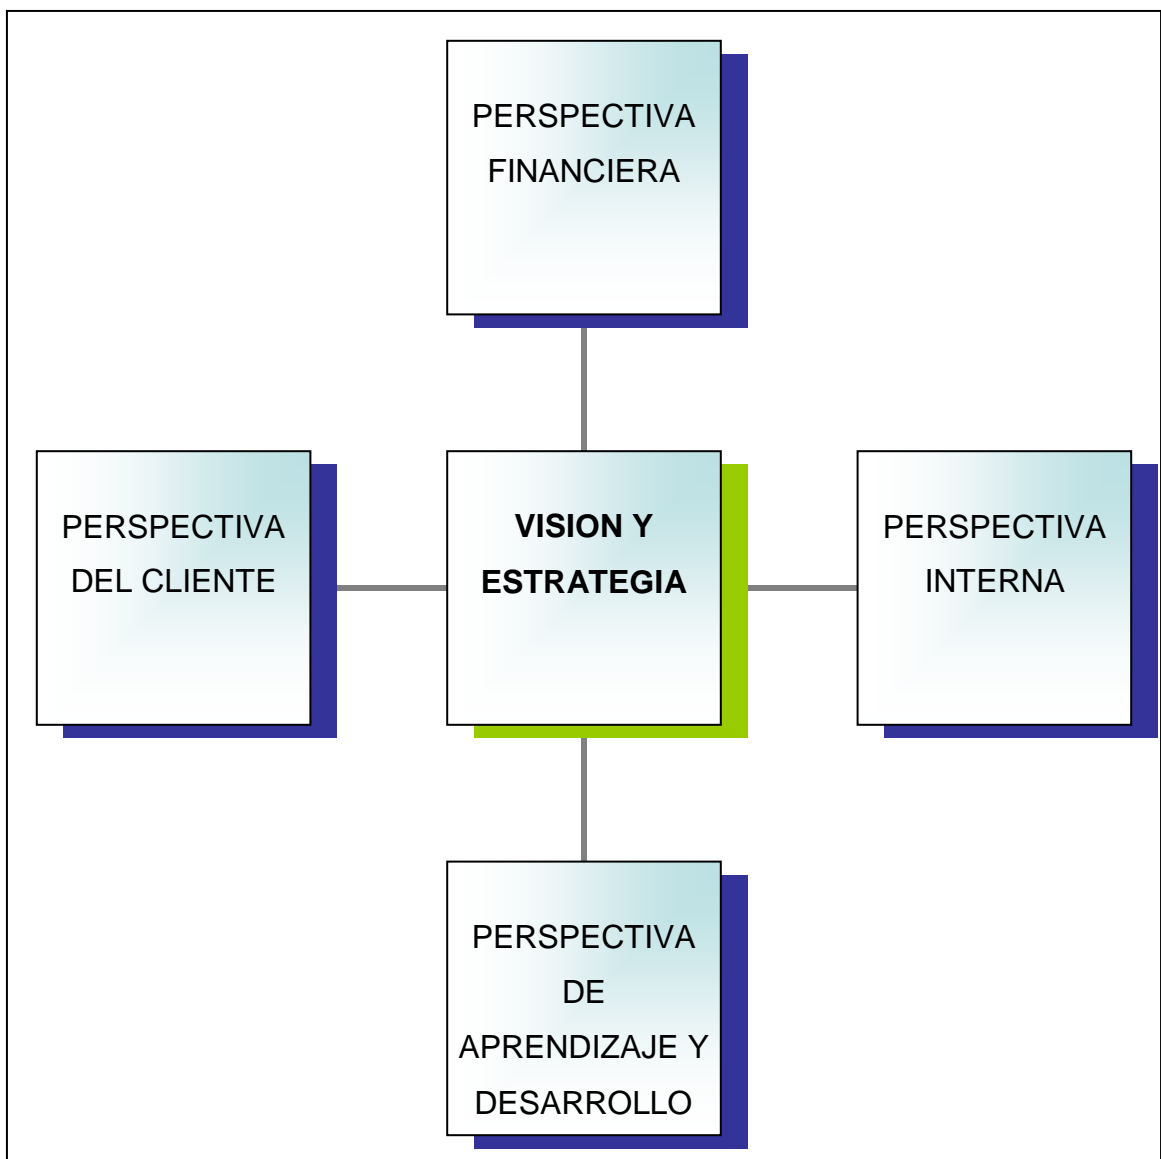 PERSPECTIVA
FINANCIERA
PERSPECTIVA
DEL CLIENTE
VISION Y
ESTRATEGIA
PERSPECTIVA
INTERNA
PERSPECTIVA
DE
APRENDIZAJE Y
DESARROLLO